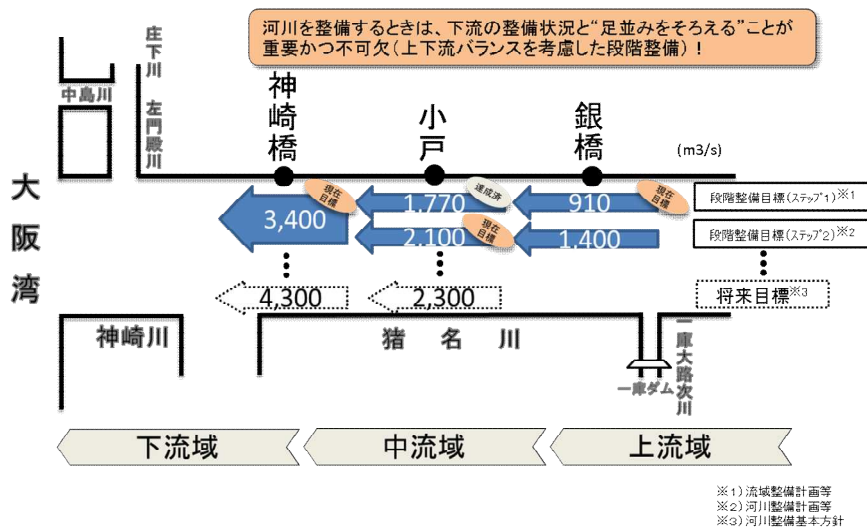 河川を整備するときは、下流の整備状況と“足並みをそろえる”ことが
重要かつ不可欠(上下流バランスを考慮した段階整備)!
庄下川
左門殿川
中島川
神崎橋
小戸
銀橋
(m3/s)
大阪湾
現在目標
達成済
現在目標
3,400
1,770
910
段階整備目標(ステップ1)※1
現在目標
2,100
1,400
段階整備目標(ステップ2)※2
4,300
2,300
将来目標※3
神崎川
猪名川
一庫大路次川
一庫ダム
下流域
中流域
上流域
※1)流域整備計画等
※2)河川整備計画等
※3)河川整備基本方針